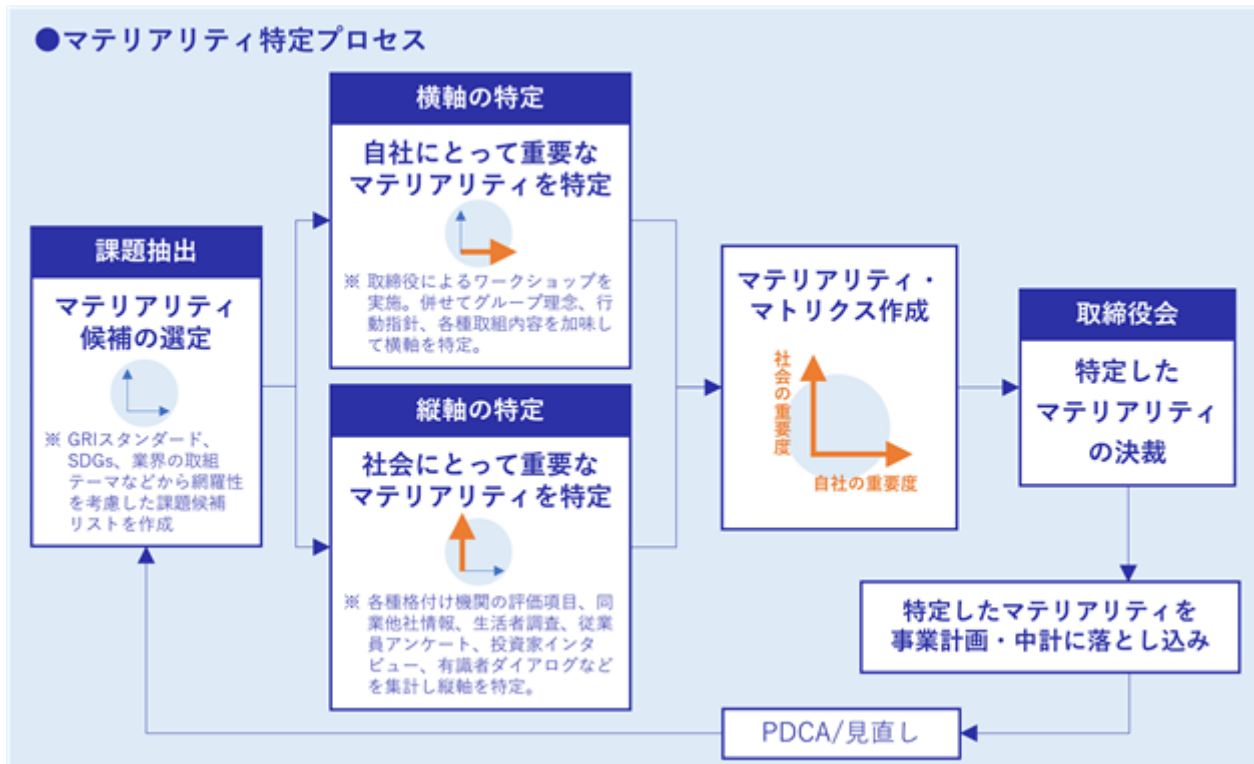 ●マテリアリティ特定プロセス
課題抽出
マテリアリティ
候補の選定
※ GRIスタンダード、
SDGs、業界の取組
テーマなどから網羅性
を考慮した課題候補
リストを作成
横軸の特定
自社にとって重要な
マテリアリティを特定
※ 取締役によるワークショップを
実施。併せてグループ理念、行
動指針、各種取組内容を加味し
て横軸を特定。
縦軸の特定
社会にとって重要な
マテリアリティを特定
※ 各種格付け機関の評価項目、同
業他社情報、生活者調査、従業
員アンケート、投資家インタ
ビュー、有識者ダイアログなど
を集計し縦軸を特定。
マテリアリティ・
マトリクス作成
社会の重要度
自社の重要度
取締役会
特定した
マテリアリティ
の決裁
特定したマテリアリティを
事業計画・中計に落とし込み
PDCA/見直し